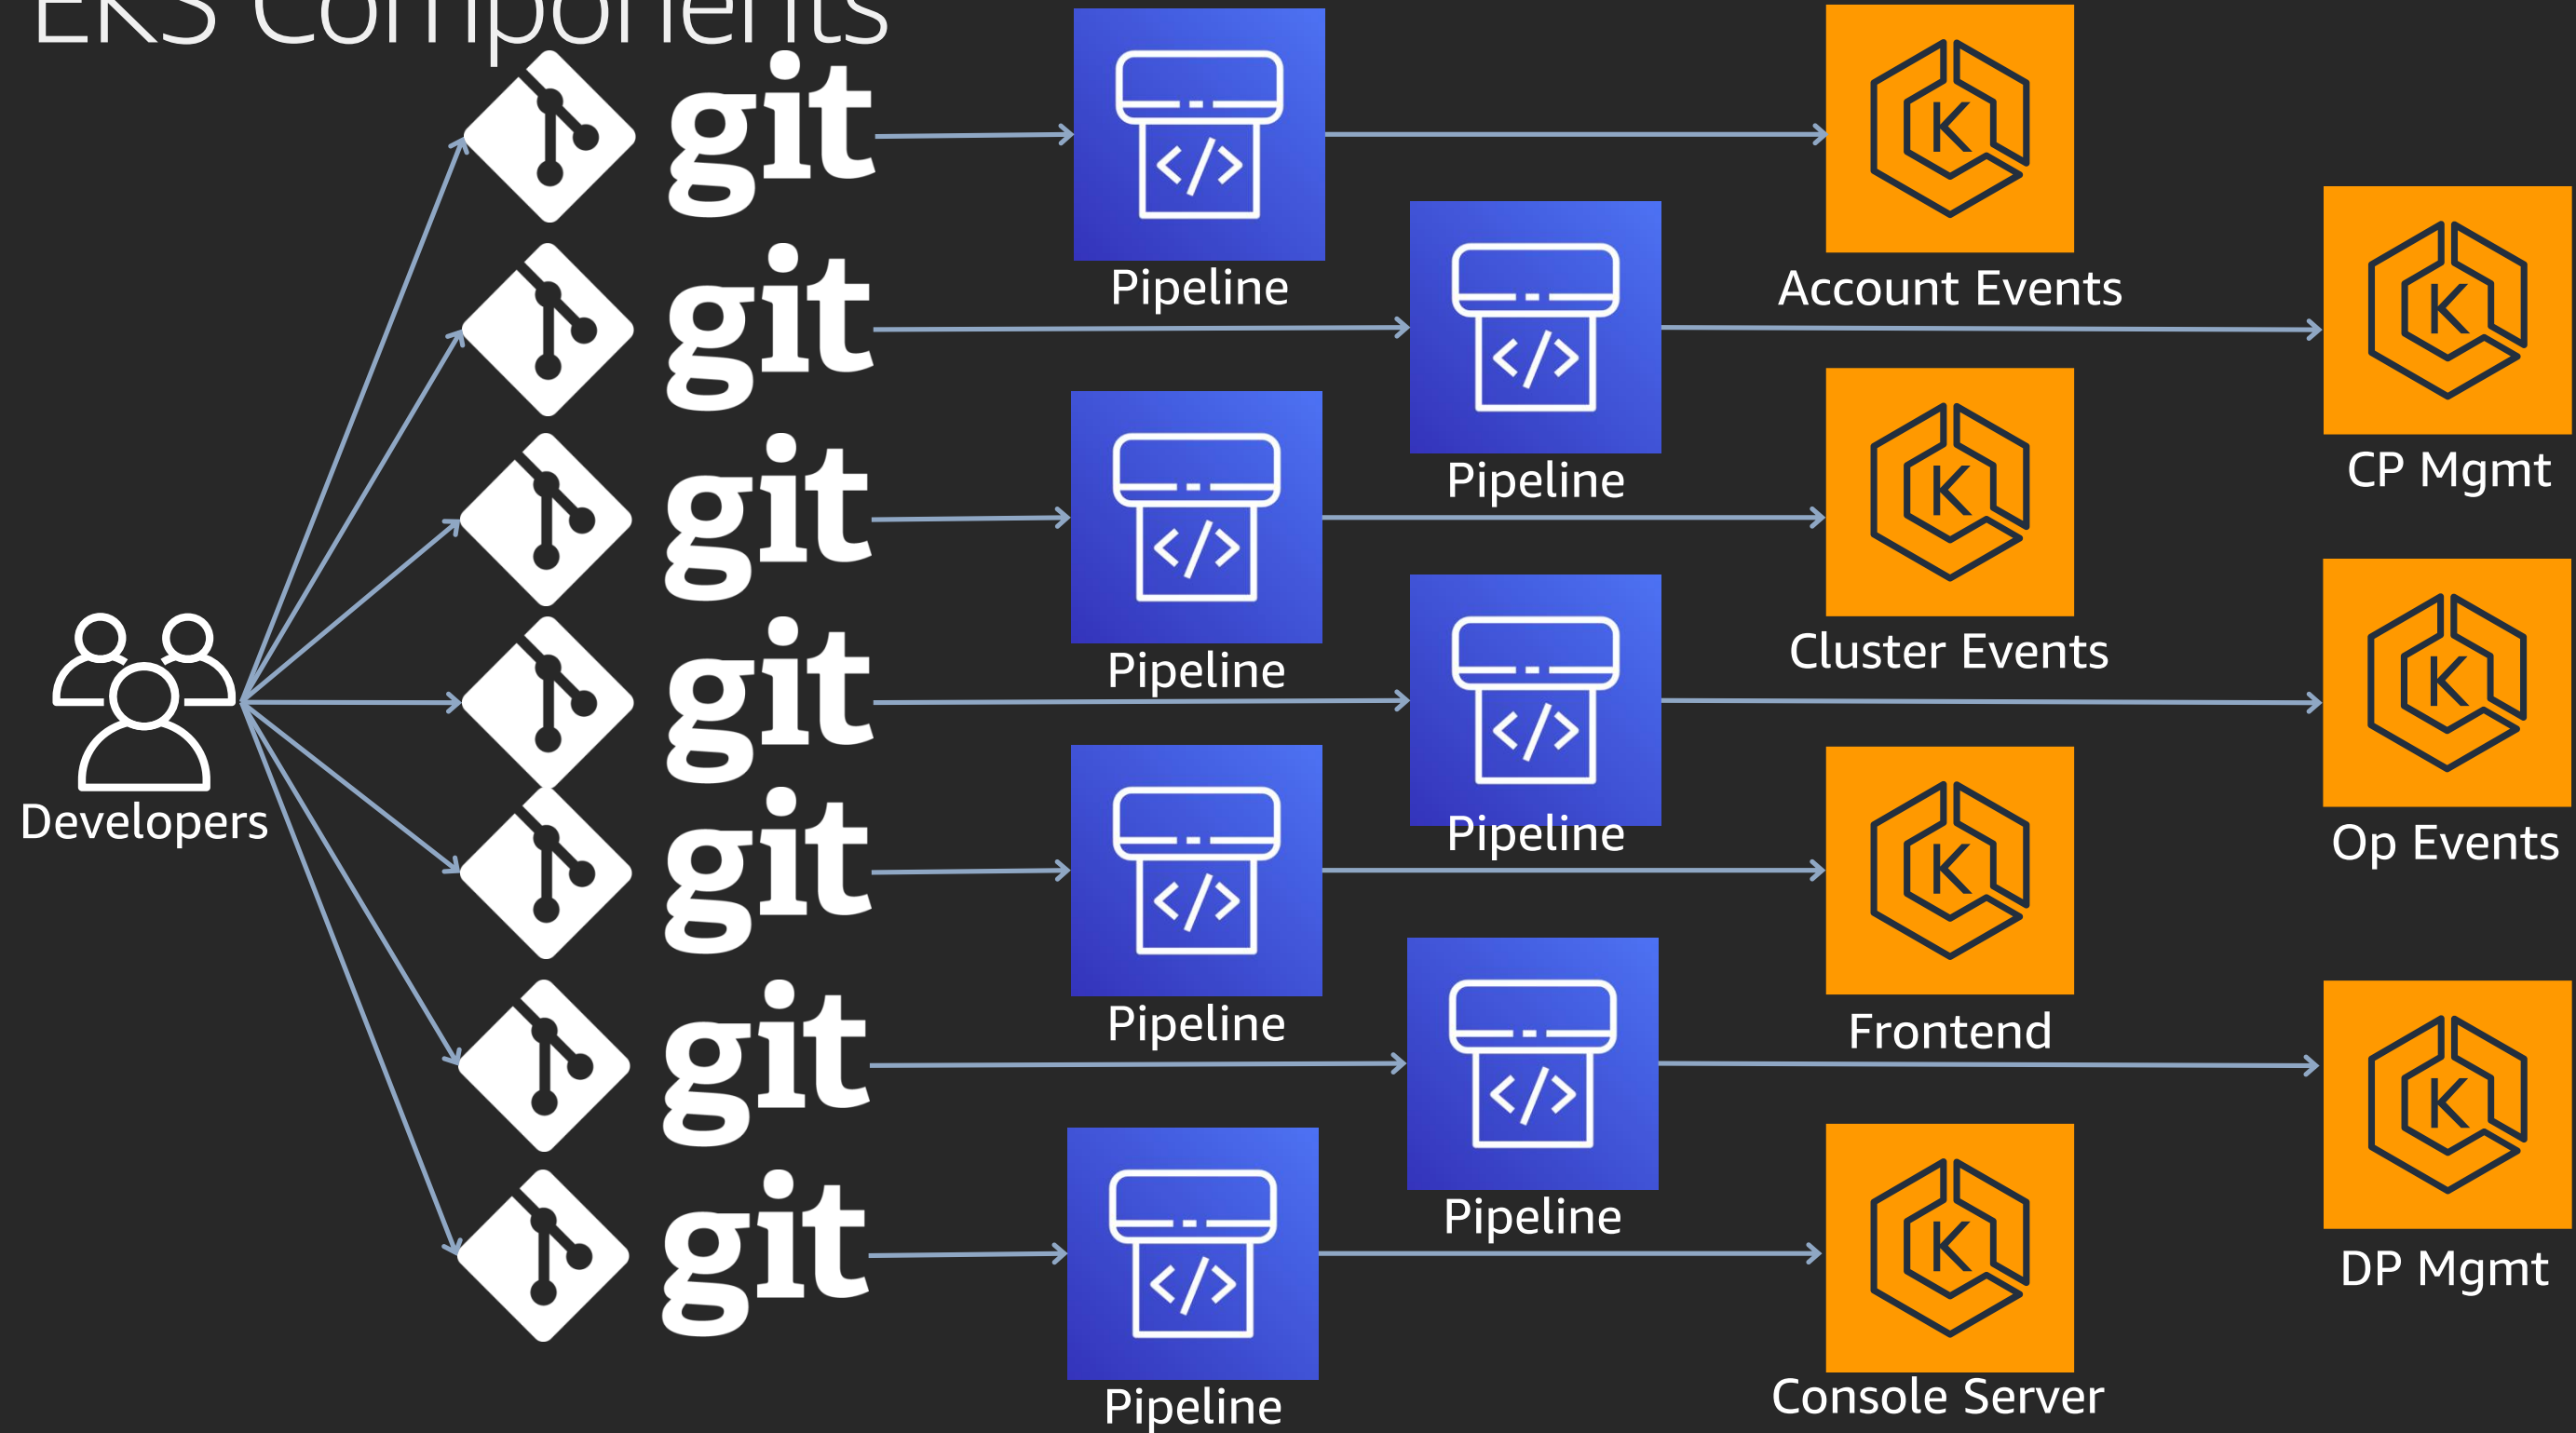 EKS Components
git
Pipeline
Account Events
git
Pipeline
CP Mgmt
git
Pipeline
Cluster Events
git
Pipeline
Op Events
git
Pipeline
Frontend
git
Pipeline
DP Mgmt
git
Pipeline
Console Server
Developers
K
K
K
K
K
K
K